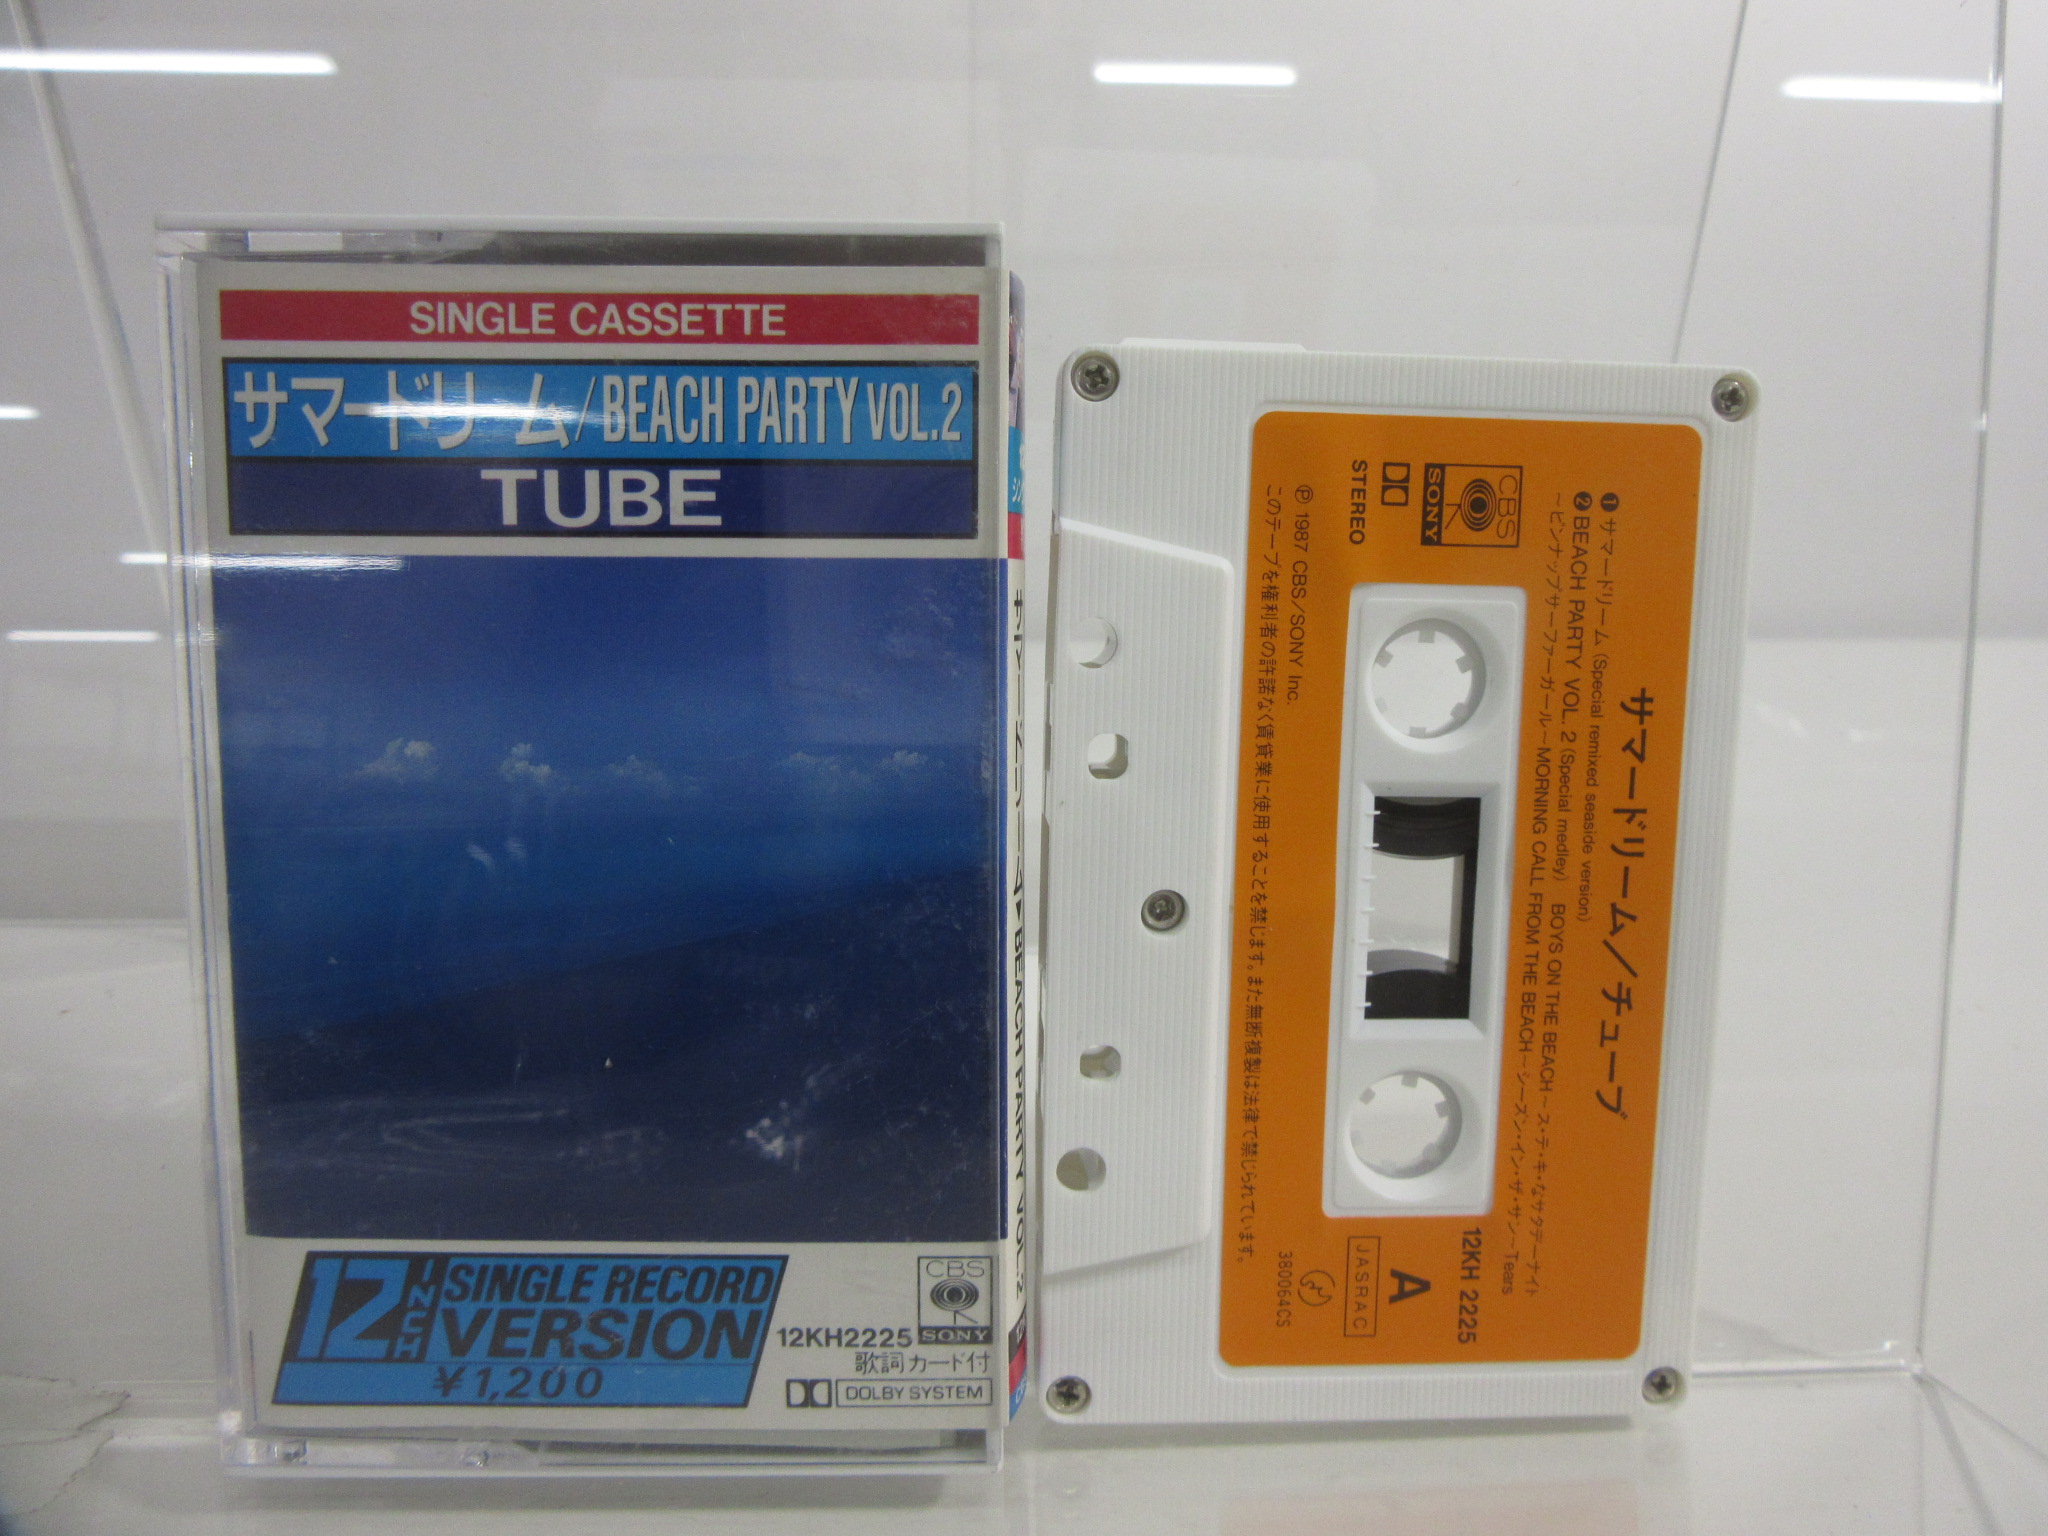 SINGLE CASSETTE
サマードリーム/BEACH PARTY VOL.2
TUBE
12 INCH SINGLE RECORD VERSION
¥1,200
12KH2225
CBS
SONY
歌詞カード付
DOLBY SYSTEM
BEACH PARTY VOL.2
サマードリーム/チューブ
❶サマードリーム (Special remixed seaside version)
❷BEACH PARTY VOL. 2 (Special medley) BOYS ON THE BEACH～ス・テ・キ・なサタデーナイト
～ピンナップサーファーガール～MORNING CALL FROM THE BEACH～シーズン・イン・ザ・サン～Tears
CBS
SONY
STEREO
12KH 2225
A
JASRAC
Ⓟ 1987 CBS/SONY Inc.
380064CS
このテープを権利者の許諾なく賃貸業に使用することを禁じます。また無断複製は法律で禁じられています。